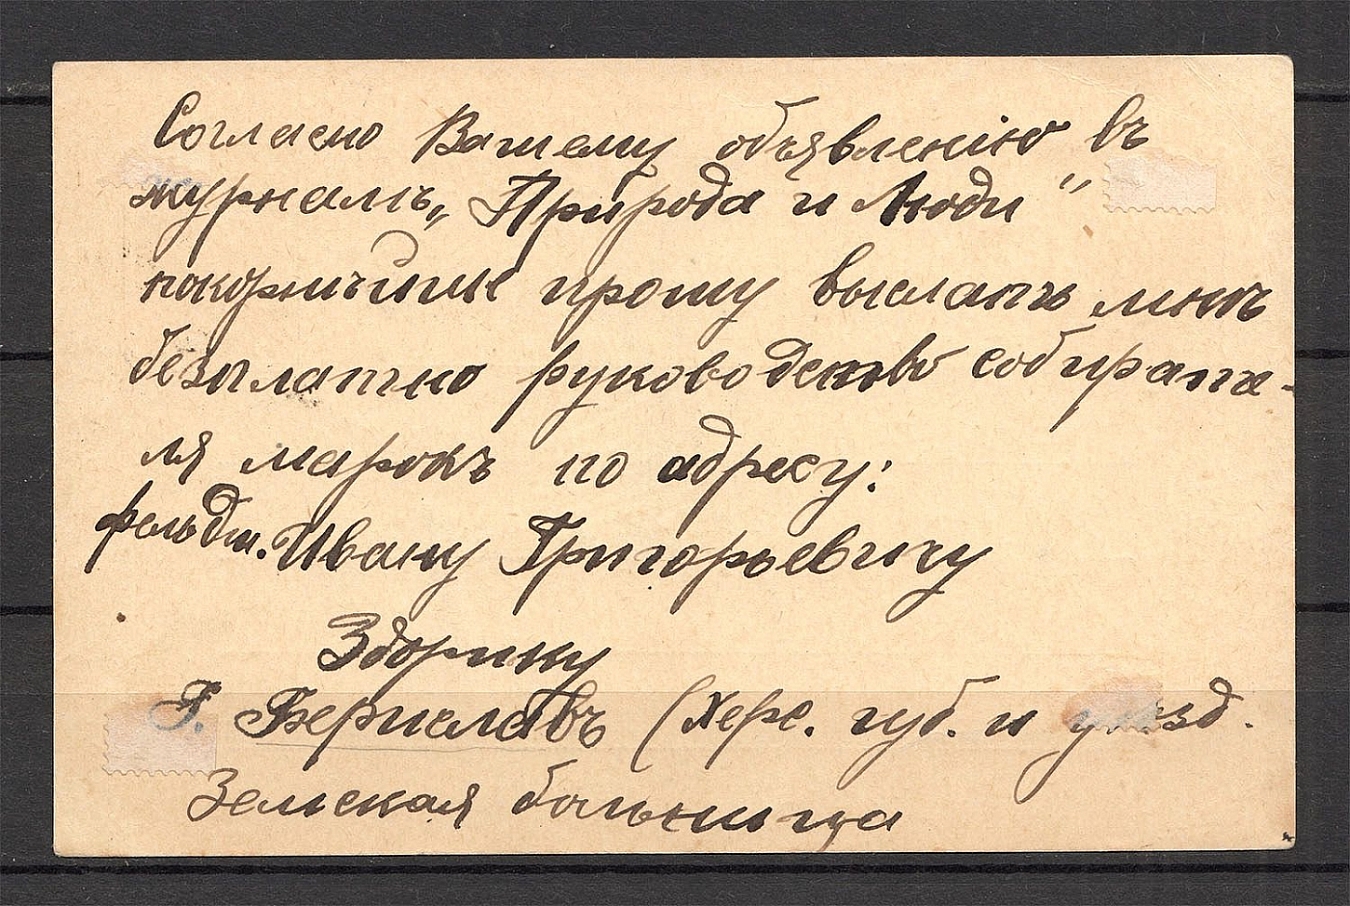 Согласно Вашему объявленію въ
журналѣ „Природа и Люди“
покорнѣйше прошу выслать мнѣ
безплатно руководство собирате-
ля марокъ по адресу:
фельдш. Ивану Григорьевичу
Здорику
Г. Бериславъ (Херс. губ. и уѣзд.
Земская больница